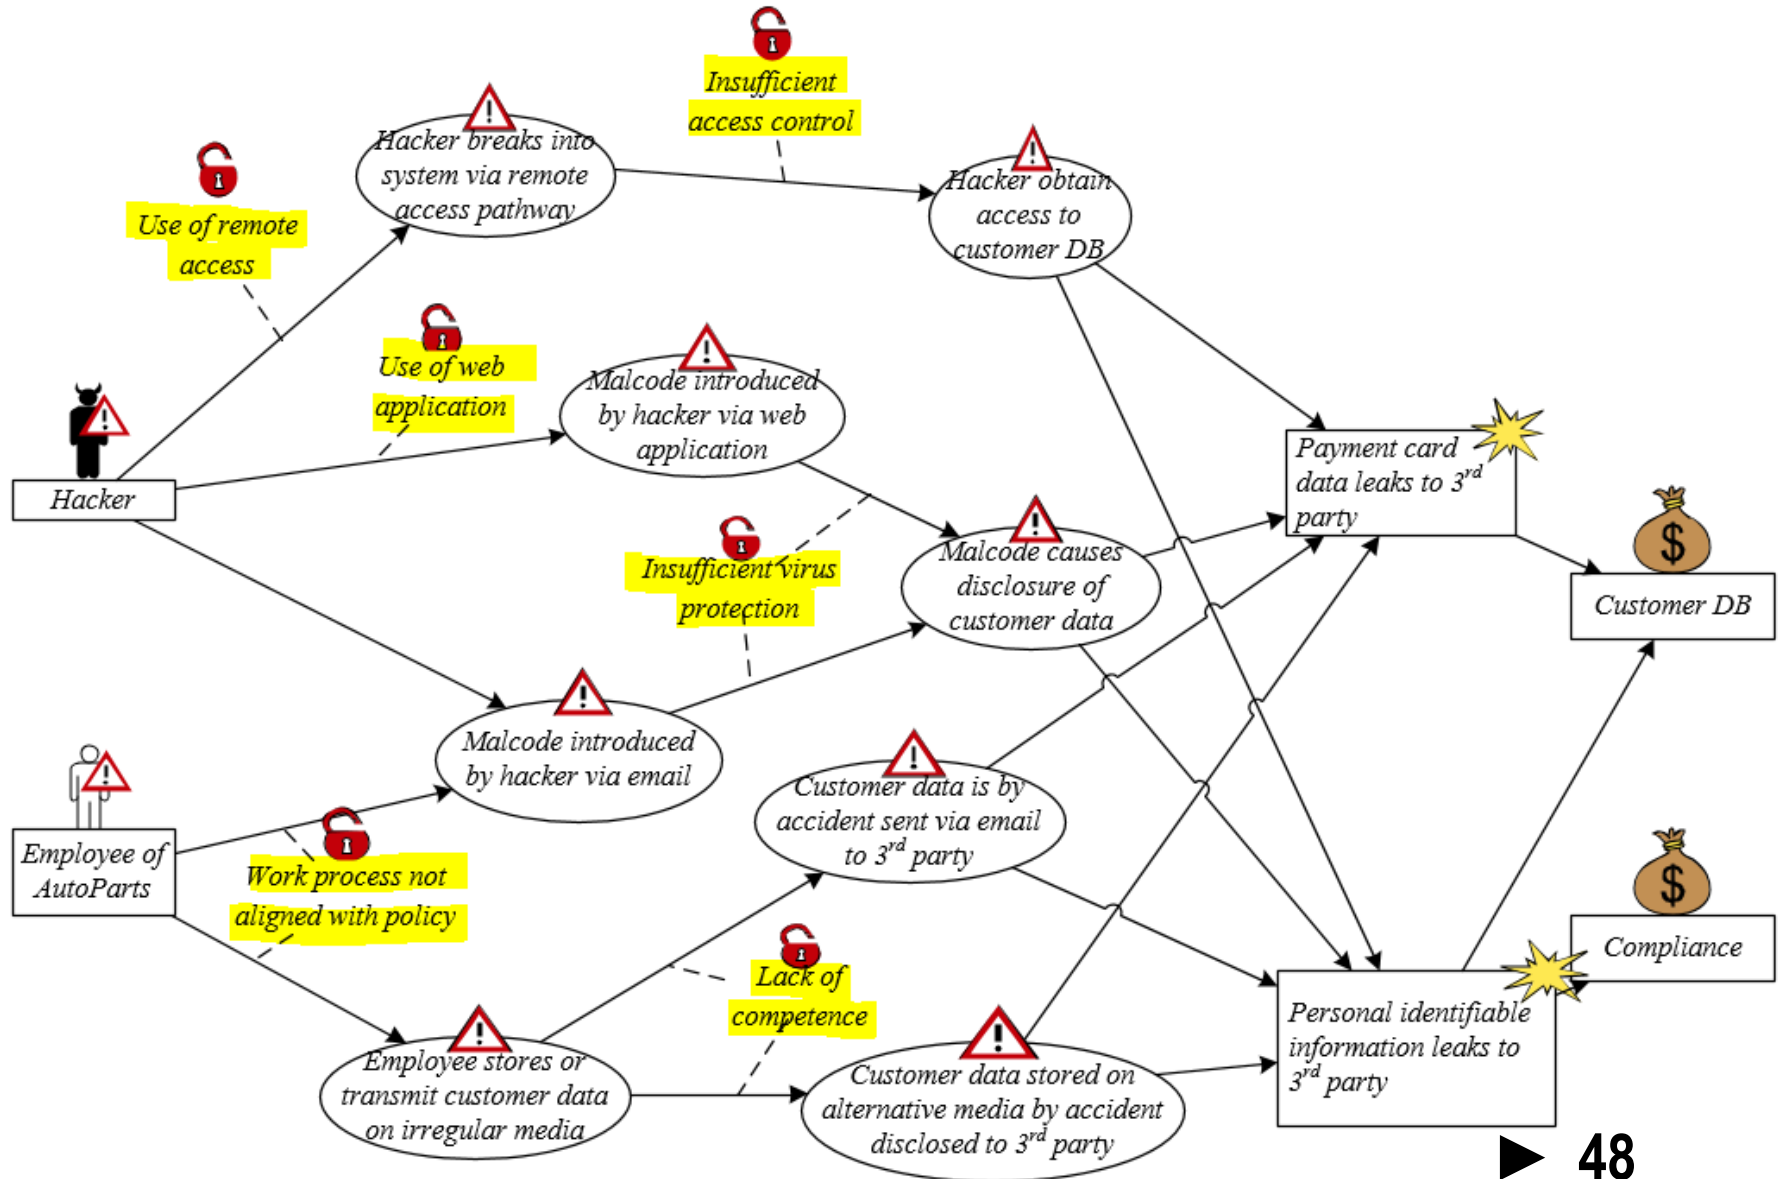 Insufficient
access control
Hacker breaks into
system via remote
access pathway
Hacker obtain
access to
customer DB
Use of remote
access
Use of web
application
Malcode introduced
by hacker via web
application
Hacker
Payment card
data leaks to 3rd
party
Insufficient virus
protection
Malcode causes
disclosure of
customer data
Customer DB
Malcode introduced
by hacker via email
Customer data is by
accident sent via email
to 3rd party
Employee of
AutoParts
Work process not
aligned with policy
Compliance
Lack of
competence
Personal identifiable
information leaks to
3rd party
Employee stores or
transmit customer data
on irregular media
Customer data stored on
alternative media by accident
disclosed to 3rd party
48